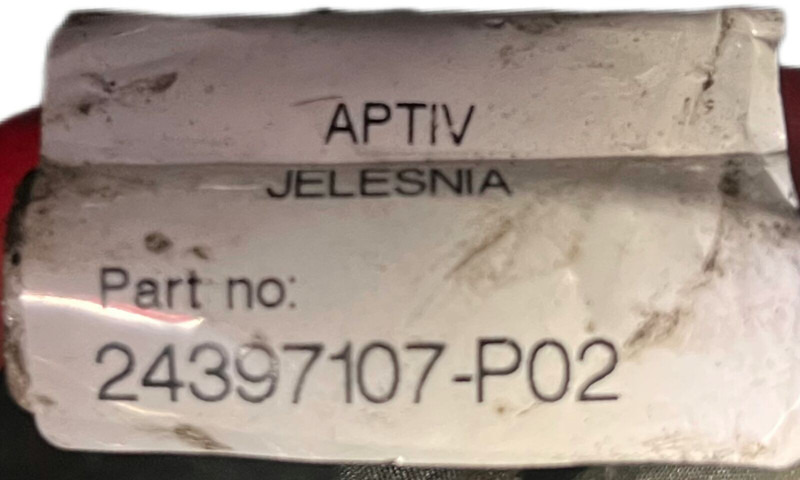 APTIV
JELESNIA
Part no:
24397107-P02